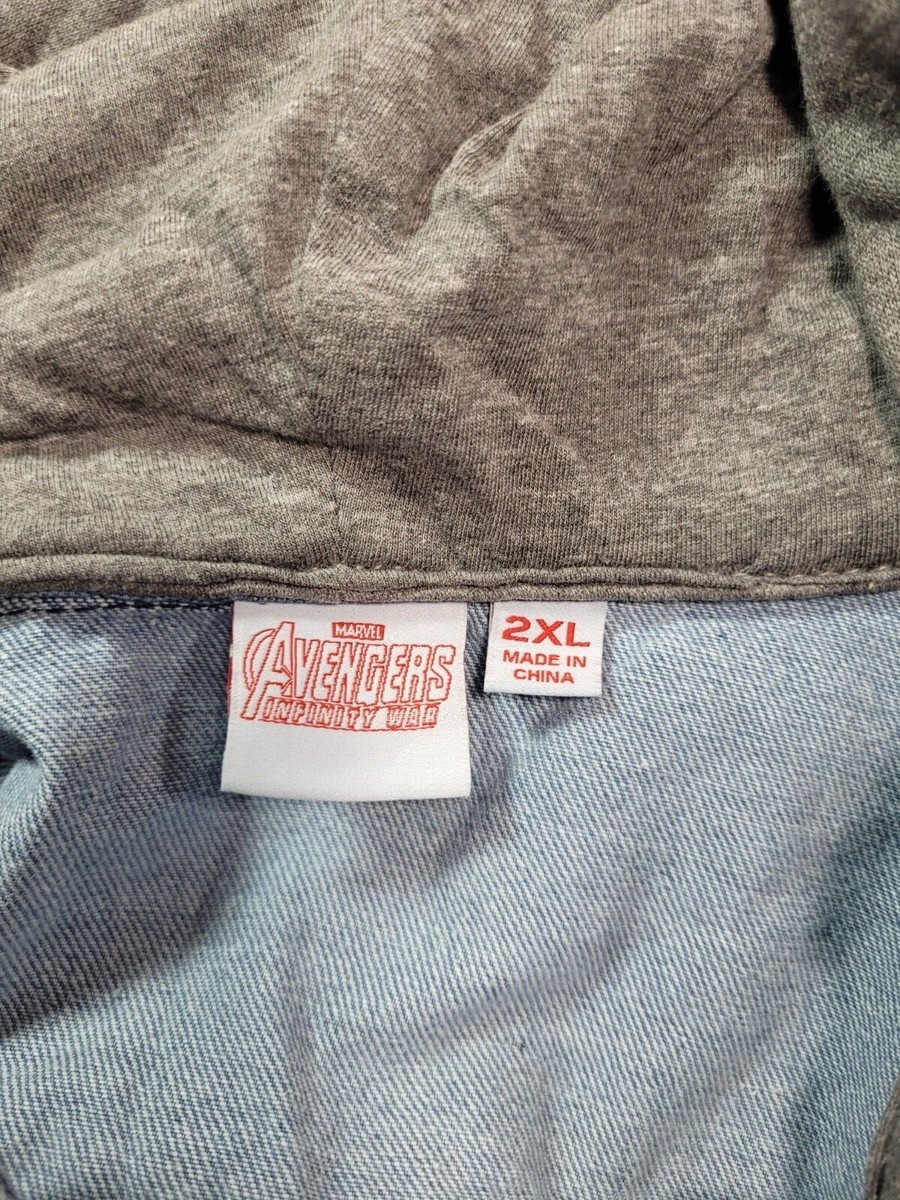 MARVEL
AVENGERS
INFINITY WAR
2XL
MADE IN
CHINA